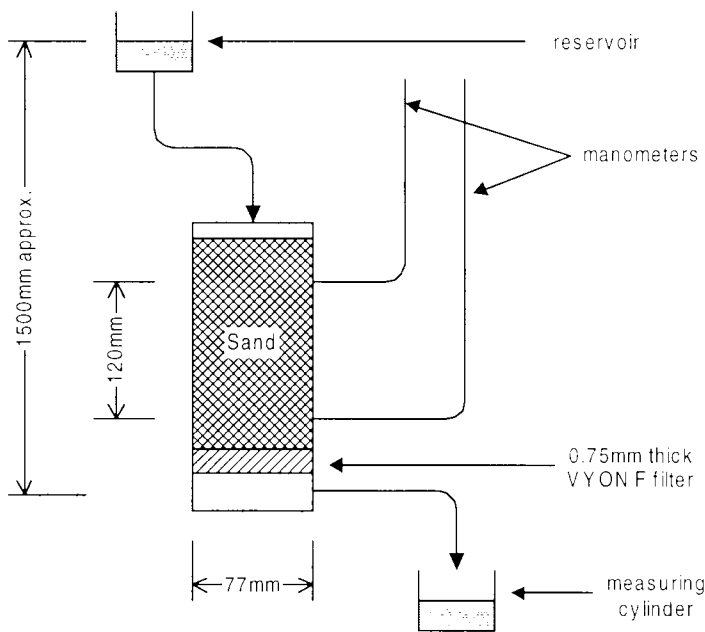 reservoir
manometers
1500mm approx.
120mm
Sand
0.75mm thick
VYON F filter
77mm
measuring
cylinder